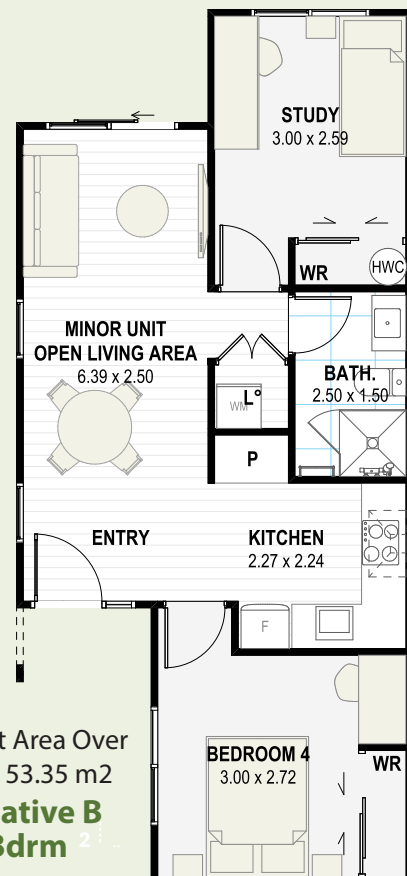 STUDY
3.00 x 2.59
WR
HWC
MINOR UNIT
OPEN LIVING AREA
6.39 x 2.50
BATH.
2.50 x 1.50
WM
L
P
ENTRY
KITCHEN
2.27 x 2.24
F
t Area Over
53.35 m2
ative B
3drm 2
BEDROOM 4
3.00 x 2.72
WR